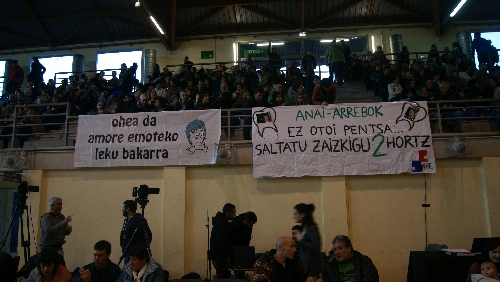 ohea da
amore emoteko
leku bakarra
ANAI-ARREBOK
EZ OTOI PENTSA...
SALTATU ZAIZKIGU 2 HORTZ